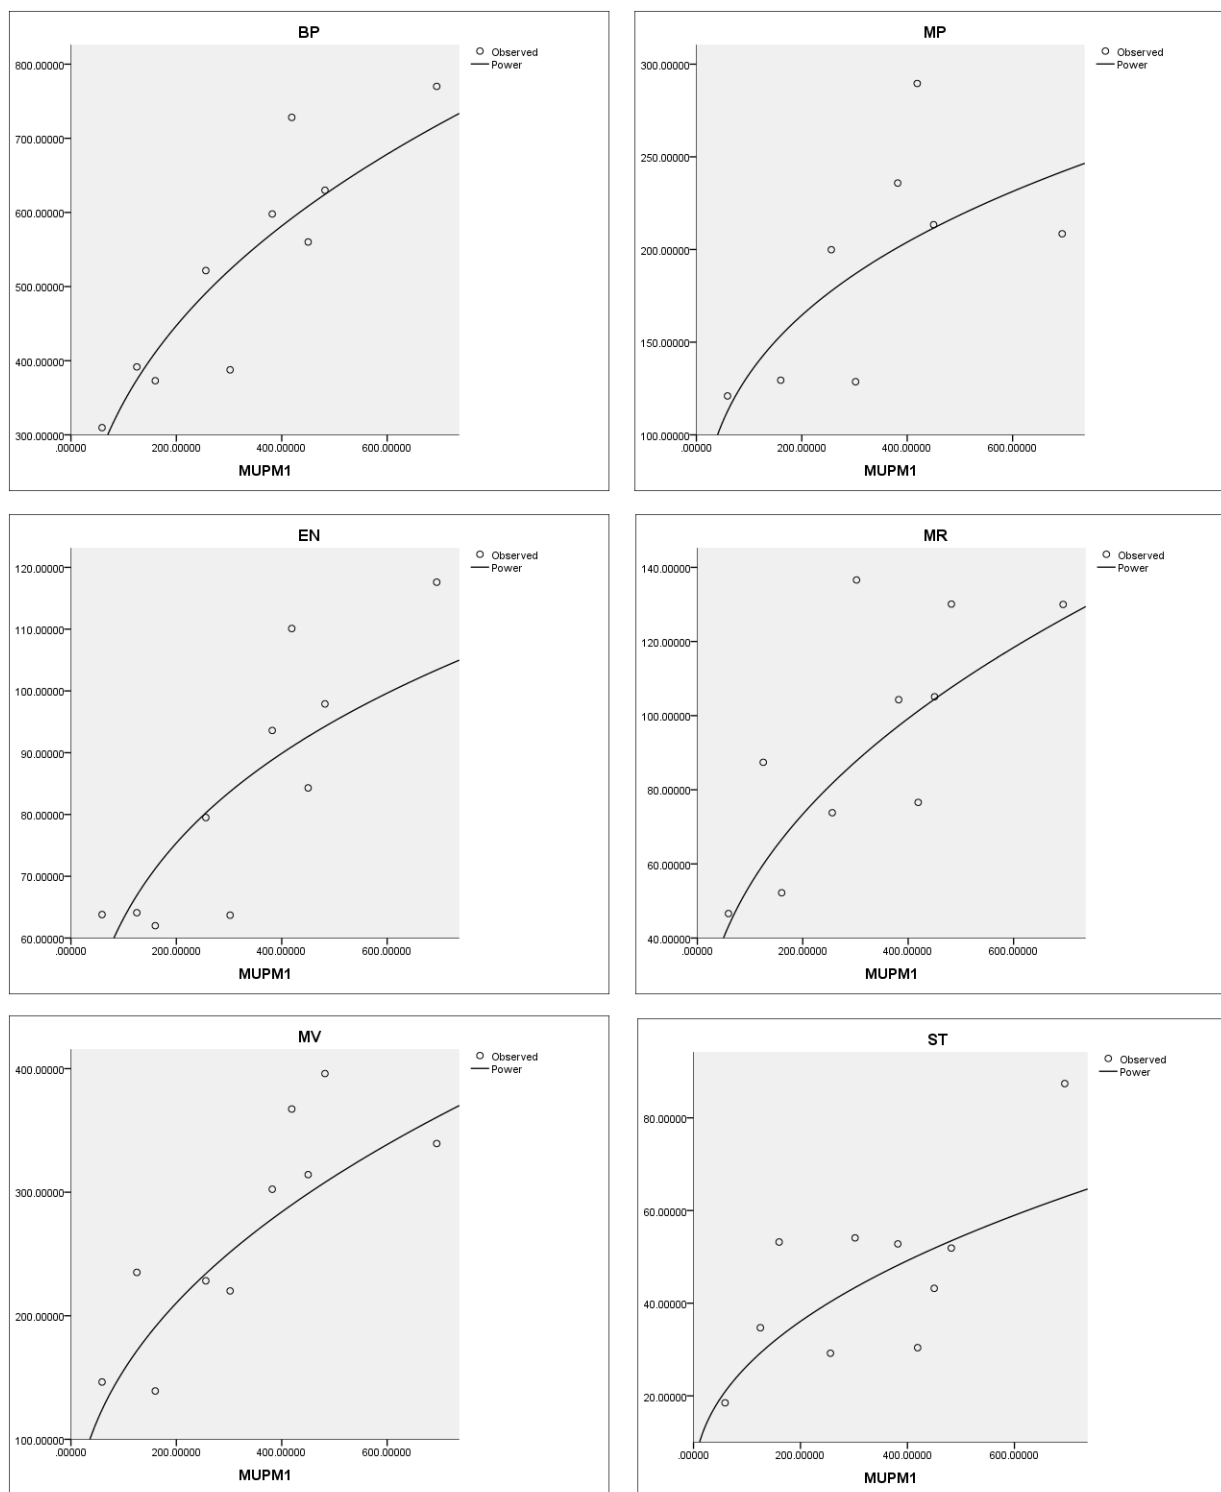 BP
Observed
Power
800.00000
700.00000
600.00000
500.00000
400.00000
300.00000
.00000 200.00000 400.00000 600.00000
MUPM1
MP
Observed
Power
300.00000
250.00000
200.00000
150.00000
100.00000
.00000 200.00000 400.00000 600.00000
MUPM1
EN
Observed
Power
120.00000
110.00000
100.00000
90.00000
80.00000
70.00000
60.00000
.00000 200.00000 400.00000 600.00000
MUPM1
MR
Observed
Power
140.00000
120.00000
100.00000
80.00000
60.00000
40.00000
.00000 200.00000 400.00000 600.00000
MUPM1
MV
Observed
Power
400.00000
300.00000
200.00000
100.00000
.00000 200.00000 400.00000 600.00000
MUPM1
ST
Observed
Power
80.00000
60.00000
40.00000
20.00000
.00000 200.00000 400.00000 600.00000
MUPM1